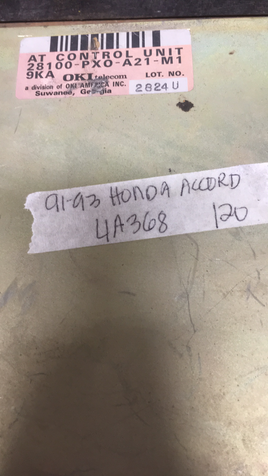 AT CONTROL UNIT
28100-PX0-A21-M1
9KA OKI telecom LOT. NO.
a division of OKI AMERICA INC. 2824U
Suwanee, Georgia
91-93 HONDA ACCORD
4A368 120